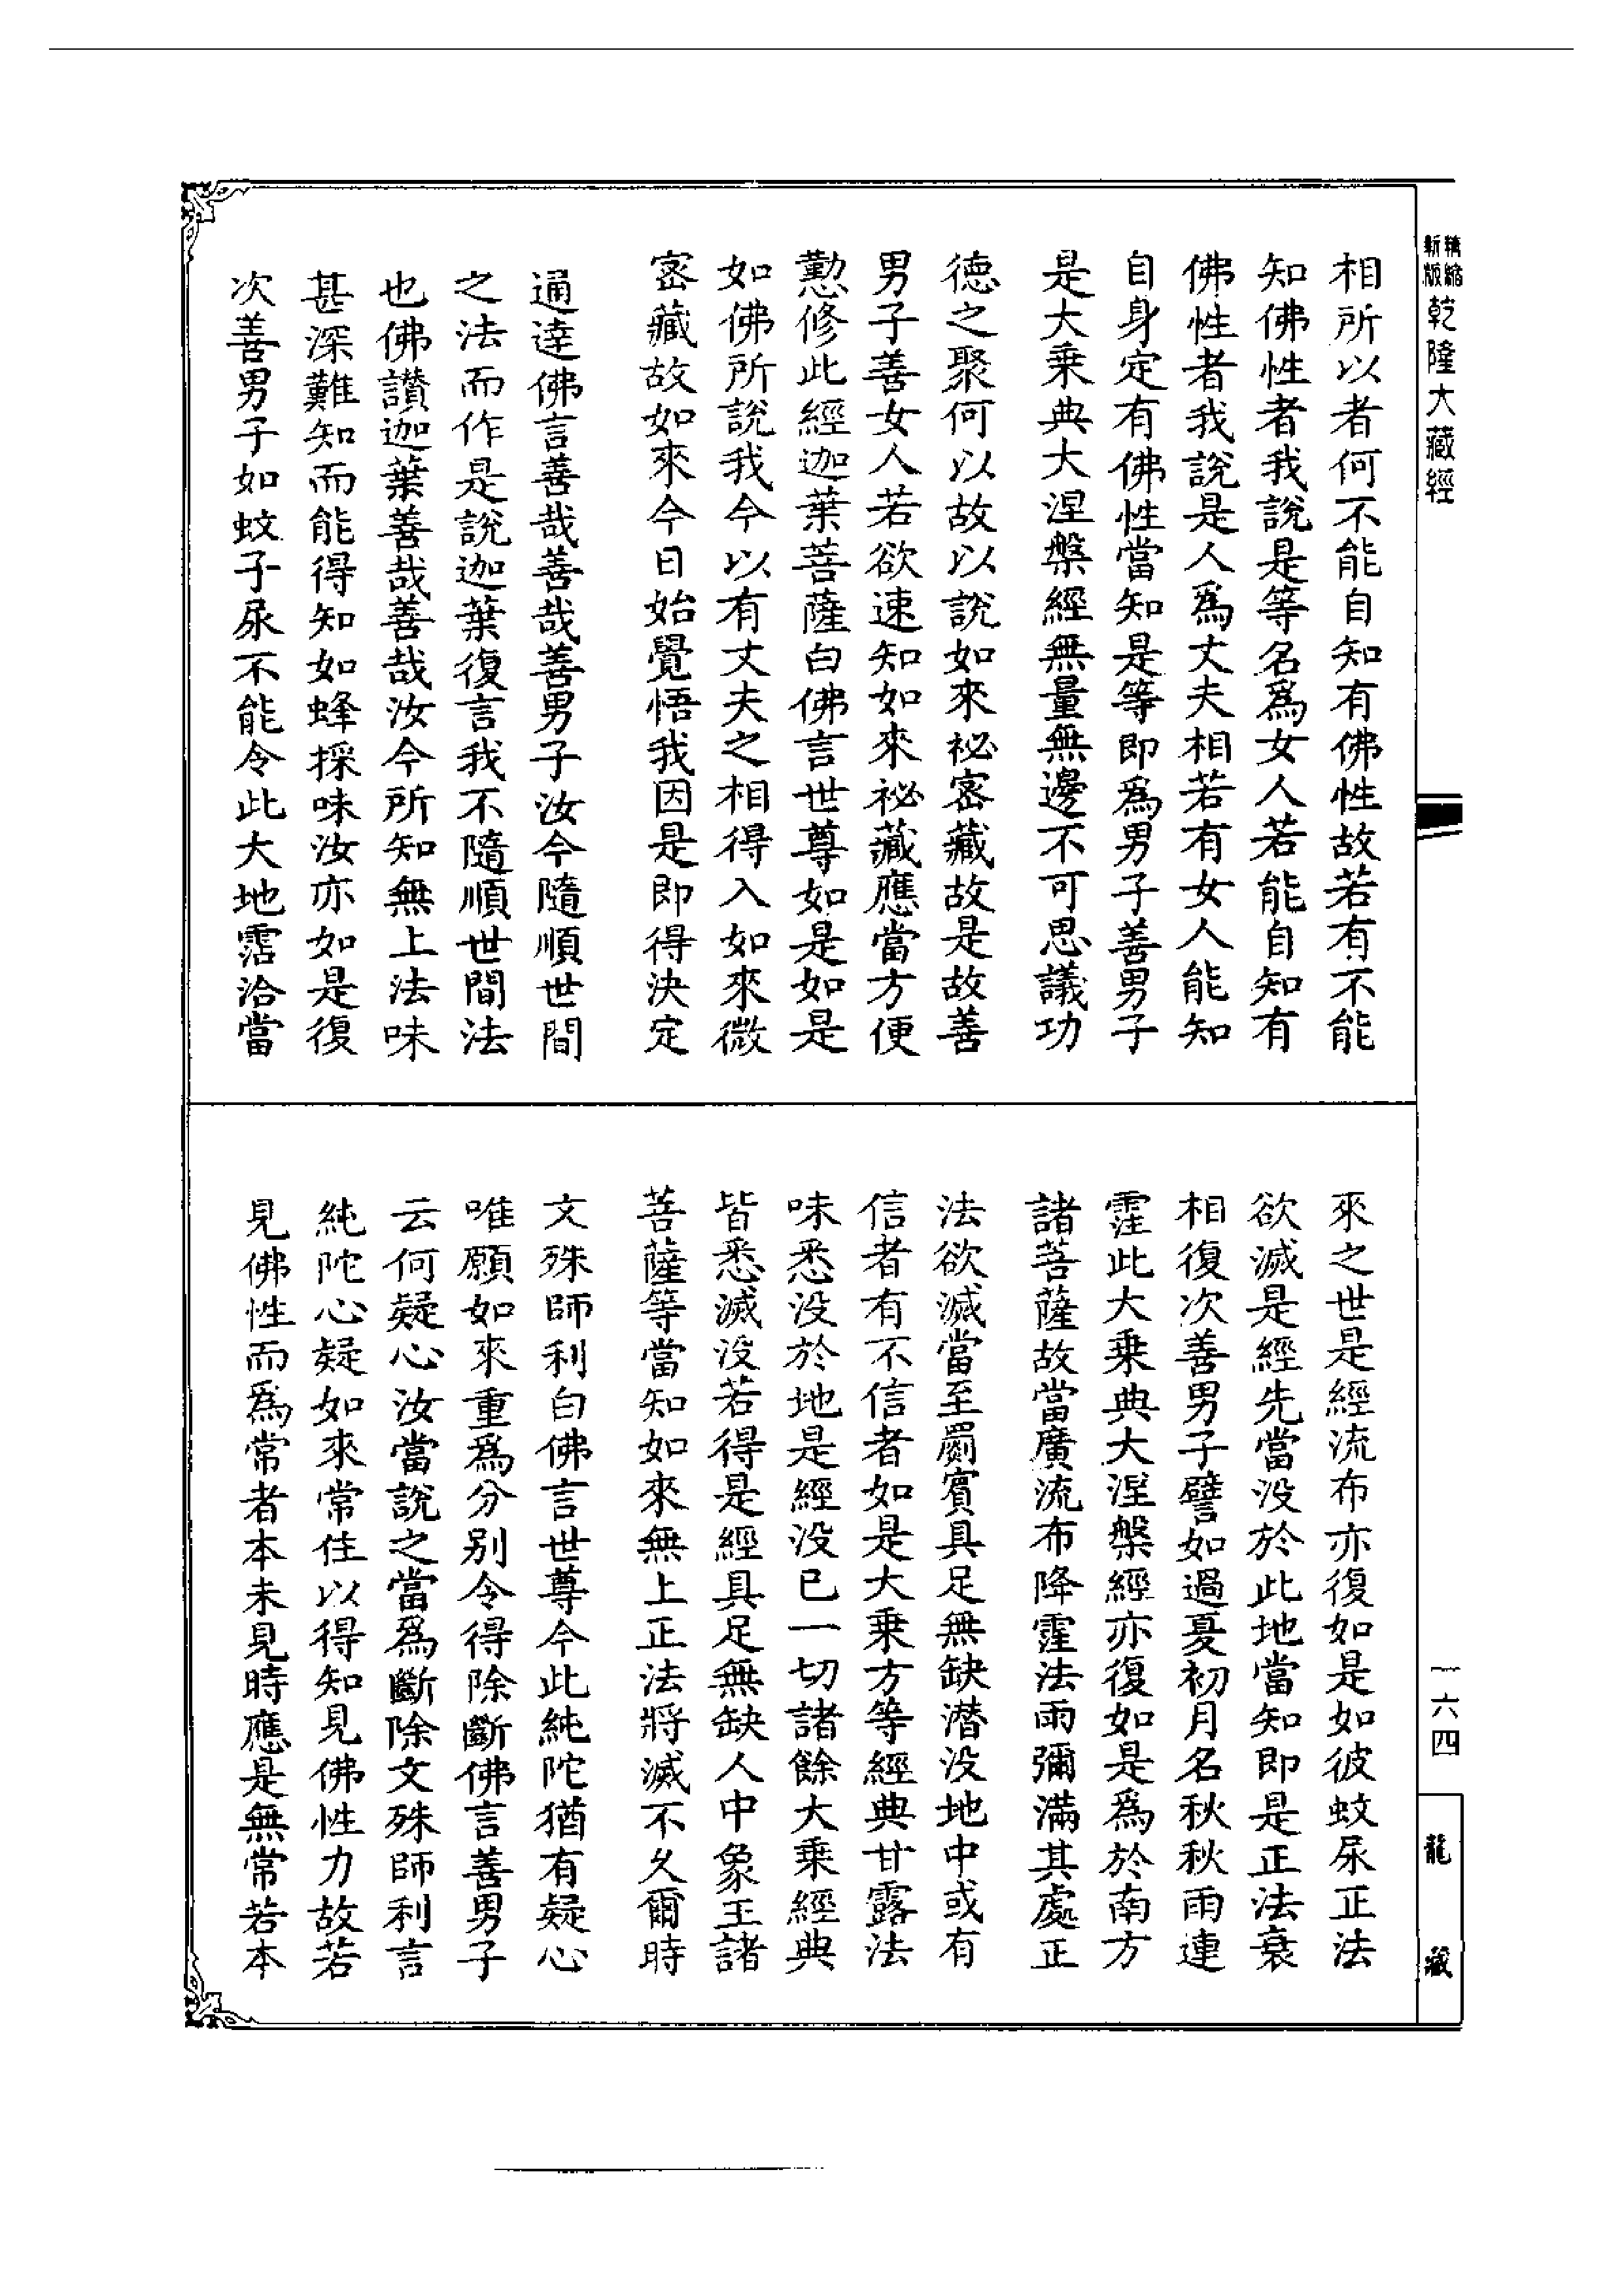 新版
精縮
乾隆大藏經
相所以者何不能自知有佛性故若有不能
知佛性者我說是等名爲女人若能自知有
佛性者我說是人爲丈夫相若有女人能知
自身定有佛性當知是等即爲男子善男子
是大乗典大涅槃經無量無邊不可思議功
德之聚何以故以說如來祕密藏故是故善
男子善女人若欲速知如來祕藏應當方便
懃修此經迦葉菩薩白佛言世尊如是如是
如佛所說我今以有丈夫之相得入如來微
密藏故如來今日始覺悟我因是即得決定
通達佛言善哉善哉善男子汝今隨順世間
之法而作是說迦葉復言我不隨順世間法
也佛讚迦葉善哉善哉汝今所知無上法味
甚深難知而能得知如蜂採味汝亦如是復
次善男子如蚊子尿不能令此大地霑洽當
來之世是經流布亦復如是如彼蚊尿正法
欲滅是經先當没於此地當知即是正法衰
相復次善男子譬如過夏初月名秋秋雨連
霔此大乗典大涅槃經亦復如是爲於南方
諸菩薩故當廣流布降霔法雨彌滿其處正
法欲滅當至罽賓具足無缺潛没地中或有
信者有不信者如是大乗方等經典甘露法
味悉没於地是經没已一切諸餘大乗經典
皆悉滅没若得是經具足無缺人中象王諸
菩薩等當知如來無上正法將滅不久爾時
文殊師利白佛言世尊今此純陀猶有疑心
唯願如來重爲分別令得除斷佛言善男子
云何疑心汝當說之當爲斷除文殊師利言
純陀心疑如來常住以得知見佛性力故若
見佛性而爲常者本未見時應是無常若本
一六四
龍藏